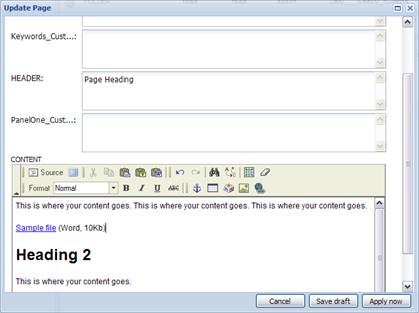 Update Page
Keywords_Cust...:
HEADER:
Page Heading
PanelOne_Cust...:
CONTENT
Source
Format Normal B I U ABC
This is where your content goes. This is where your content goes. This is where your content goes.
Sample file (Word, 10Kb)
Heading 2
This is where your content goes.
Cancel Save draft Apply now